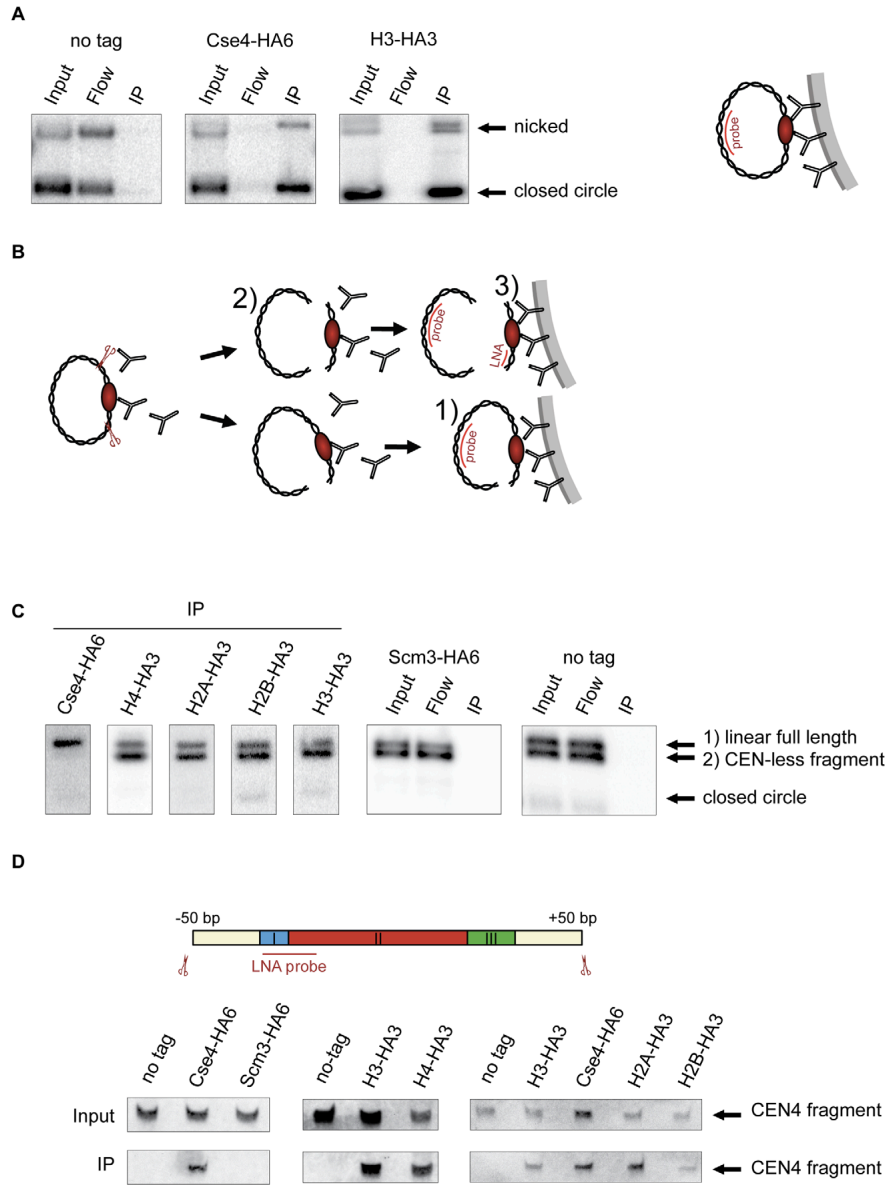 A
no tag Cse4-HA6 H3-HA3
Input Flow IP Input Flow IP Input Flow IP
nicked
closed circle
probe
B
2) 3)
probe
LNA
1)
probe
C
IP
Cse4-HA6 H4-HA3 H2A-HA3 H2B-HA3 H3-HA3
Scm3-HA6 no tag
Input Flow IP Input Flow IP
1) linear full length
2) CEN-less fragment
closed circle
D
-50 bp +50 bp
I II III
LNA probe
no tag Cse4-HA6 Scm3-HA6 no-tag H3-HA3 H4-HA3 no tag H3-HA3 Cse4-HA6 H2A-HA3 H2B-HA3
Input CEN4 fragment
IP CEN4 fragment